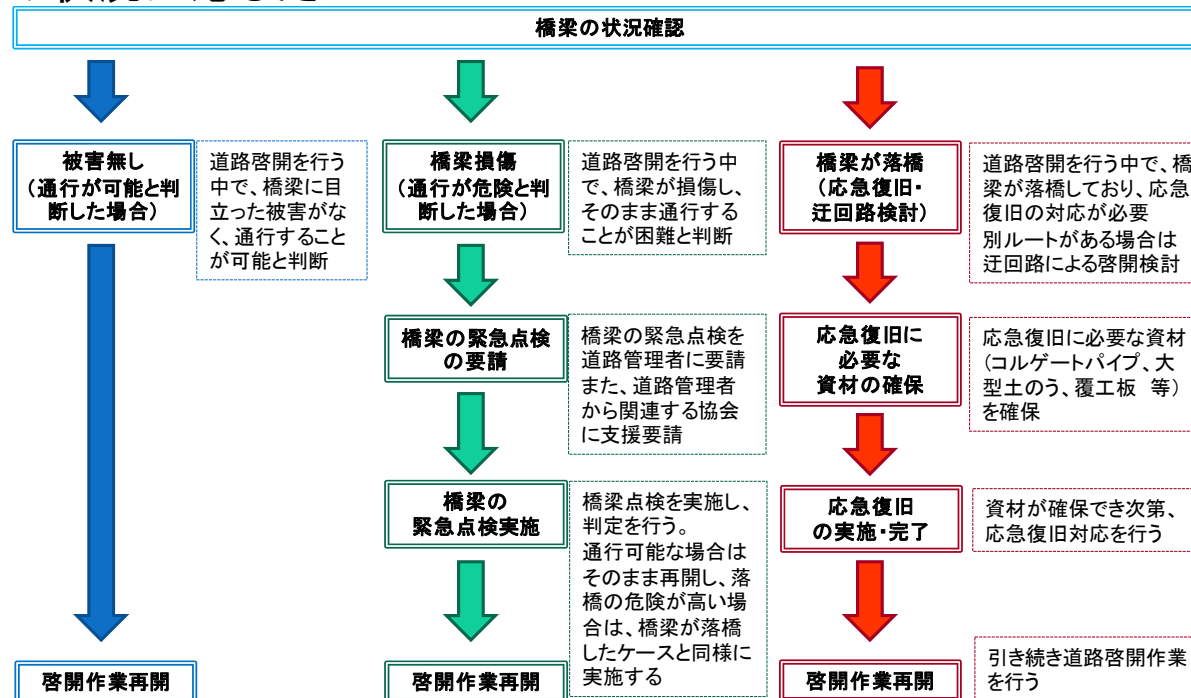 橋梁の状況確認
被害無し
(通行が可能と判
断した場合)
道路啓開を行う
中で、橋梁に目
立った被害がな
く、通行すること
が可能と判断
啓開作業再開
橋梁損傷
(通行が危険と判
断した場合)
道路啓開を行う中
で、橋梁が損傷し、
そのまま通行する
ことが困難と判断
橋梁の緊急点検
の要請
橋梁の緊急点検を
道路管理者に要請
また、道路管理者
から関連する協会
に支援要請
橋梁の
緊急点検実施
橋梁点検を実施し、
判定を行う。
通行可能な場合は
そのまま再開し、落
橋の危険が高い場
合は、橋梁が落橋
したケースと同様に
実施する
啓開作業再開
橋梁が落橋
(応急復旧・
迂回路検討)
道路啓開を行う中で、橋
梁が落橋しており、応急
復旧の対応が必要
別ルートがある場合は
迂回路による啓開検討
応急復旧に
必要な
資材の確保
応急復旧に必要な資材
(コルゲートパイプ、大
型土のう、覆工板 等)
を確保
応急復旧
の実施・完了
資材が確保でき次第、
応急復旧対応を行う
啓開作業再開
引き続き道路啓開作業
を行う